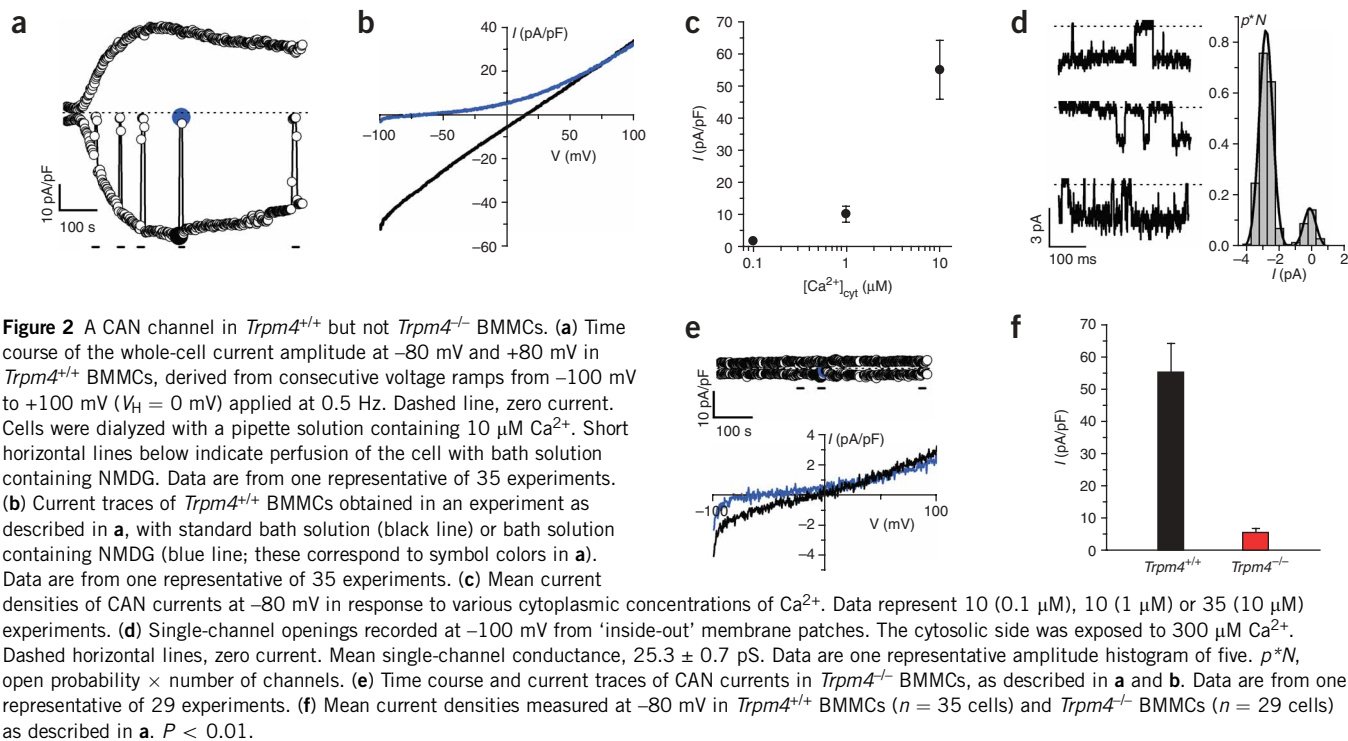 a
10 pA/pF
100 s
b
I (pA/pF)
40
20
–100
–50
50
100
V (mV)
–20
–40
–60
c
I (pA/pF)
70
60
50
40
30
20
10
0
0.1
1
10
[Ca2+]cyt (μM)
d
3 pA
100 ms
p*N
0.8
0.6
0.4
0.2
0.0
–4
–2
0
2
I (pA)
Figure 2 A CAN channel in Trpm4+/+ but not Trpm4–/– BMMCs. (a) Time
course of the whole-cell current amplitude at –80 mV and +80 mV in
Trpm4+/+ BMMCs, derived from consecutive voltage ramps from –100 mV
to +100 mV (VH = 0 mV) applied at 0.5 Hz. Dashed line, zero current.
Cells were dialyzed with a pipette solution containing 10 μM Ca2+. Short
horizontal lines below indicate perfusion of the cell with bath solution
containing NMDG. Data are from one representative of 35 experiments.
(b) Current traces of Trpm4+/+ BMMCs obtained in an experiment as
described in a, with standard bath solution (black line) or bath solution
containing NMDG (blue line; these correspond to symbol colors in a).
Data are from one representative of 35 experiments. (c) Mean current
densities of CAN currents at –80 mV in response to various cytoplasmic concentrations of Ca2+. Data represent 10 (0.1 μM), 10 (1 μM) or 35 (10 μM)
experiments. (d) Single-channel openings recorded at –100 mV from ‘inside-out’ membrane patches. The cytosolic side was exposed to 300 μM Ca2+.
Dashed horizontal lines, zero current. Mean single-channel conductance, 25.3 ± 0.7 pS. Data are one representative amplitude histogram of five. p*N,
open probability × number of channels. (e) Time course and current traces of CAN currents in Trpm4–/– BMMCs, as described in a and b. Data are from one
representative of 29 experiments. (f) Mean current densities measured at –80 mV in Trpm4+/+ BMMCs (n = 35 cells) and Trpm4–/– BMMCs (n = 29 cells)
as described in a. P < 0.01.
e
10 pA/pF
100 s
I (pA/pF)
4
2
–100
100
V (mV)
–2
–4
f
I (pA/pF)
70
60
50
40
30
20
10
0
Trpm4+/+
Trpm4–/–